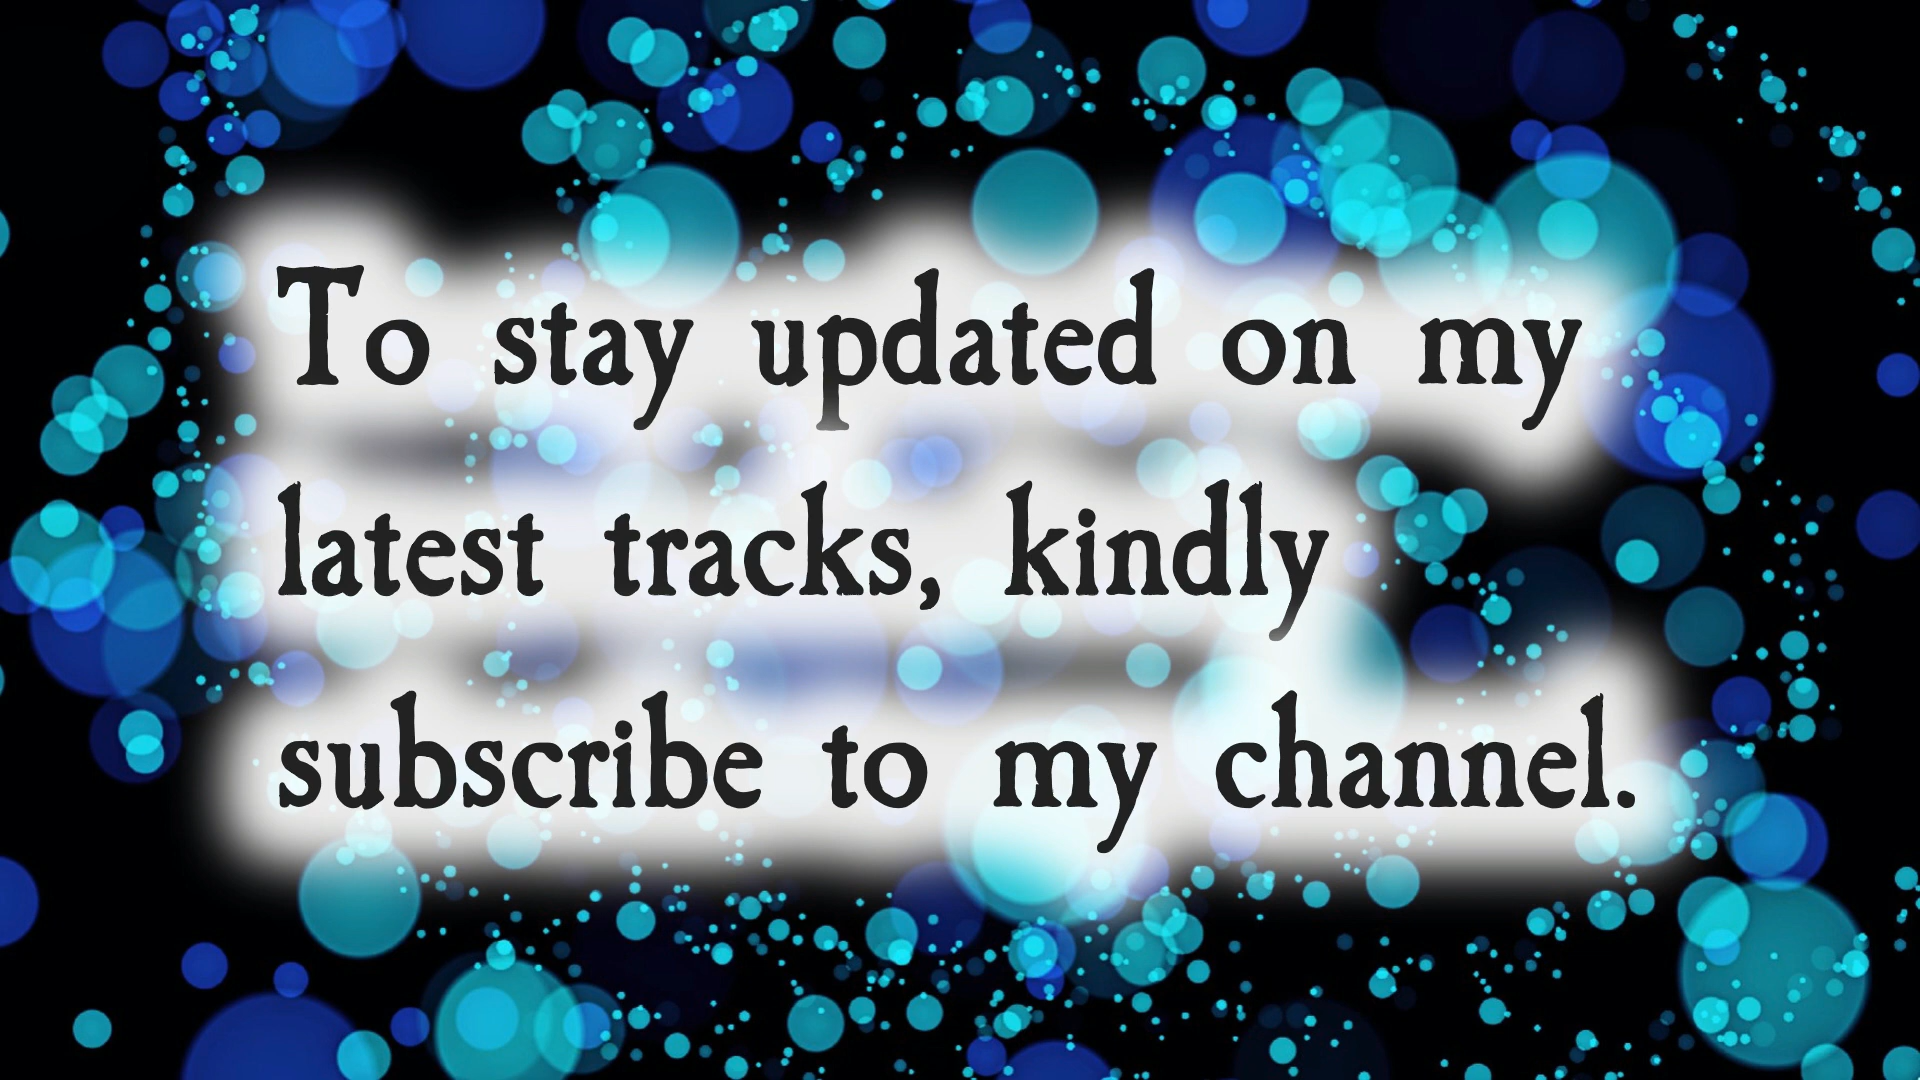 To stay updated on my
latest tracks, kindly
subscribe to my channel.